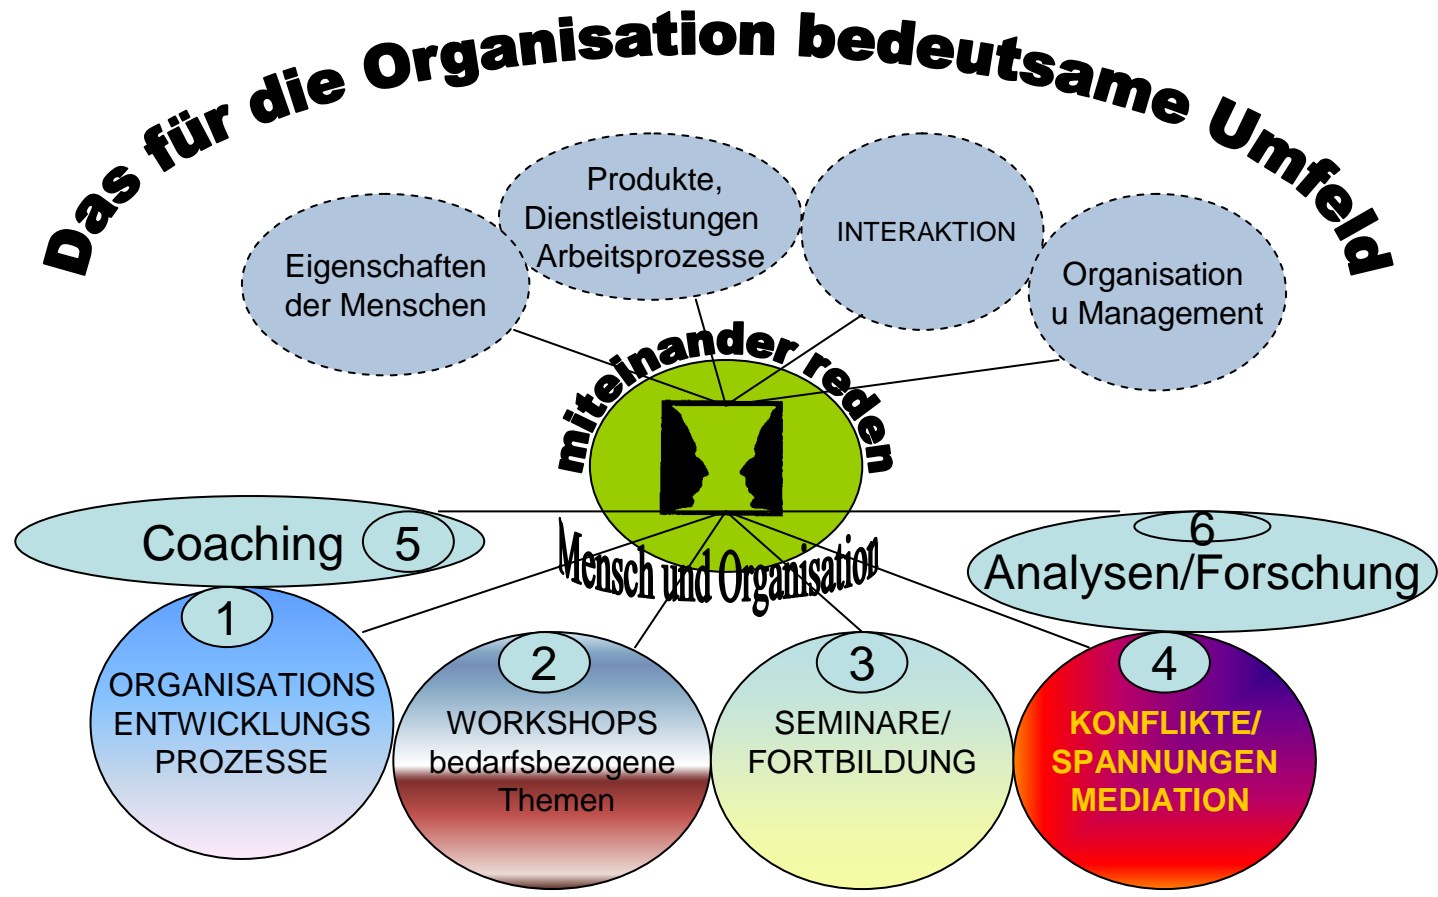 Das für die Organisation bedeutsame Umfeld
Eigenschaften
der Menschen
Produkte,
Dienstleistungen
Arbeitsprozesse
INTERAKTION
Organisation
u Management
miteinander reden
Mensch und Organisation
Coaching
5
6
Analysen/Forschung
1
ORGANISATIONS
ENTWICKLUNGS
PROZESSE
2
WORKSHOPS
bedarfsbezogene
Themen
3
SEMINARE/
FORTBILDUNG
4
KONFLIKTE/
SPANNUNGEN
MEDIATION